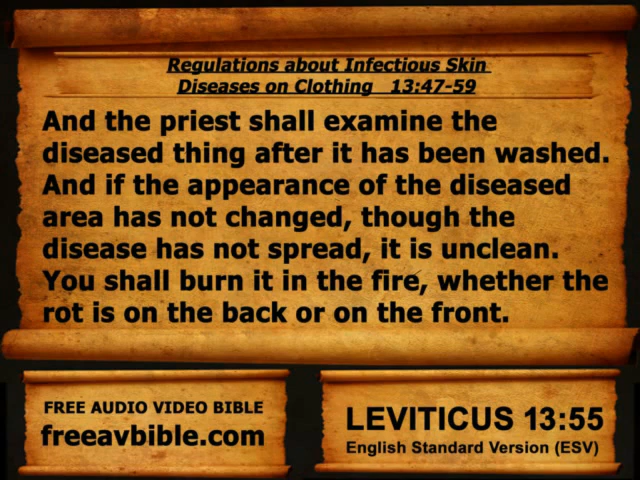 Regulations about Infectious Skin
Diseases on Clothing 13:47-59
And the priest shall examine the
diseased thing after it has been washed.
And if the appearance of the diseased
area has not changed, though the
disease has not spread, it is unclean.
You shall burn it in the fire, whether the
rot is on the back or on the front.
FREE AUDIO VIDEO BIBLE
freeavbible.com
LEVITICUS 13:55
English Standard Version (ESV)